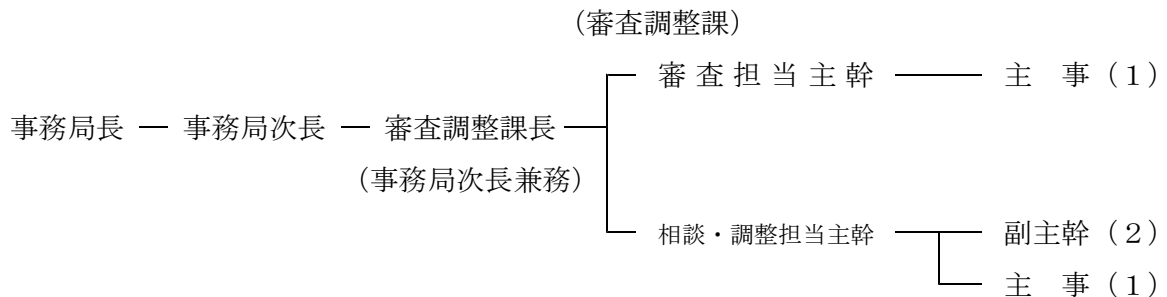 (審査調整課)
審査担当主幹 主 事(1)
事務局長 事務局次長 審査調整課長
(事務局次長兼務)
相談・調整担当主幹 副主幹(2)
主 事(1)